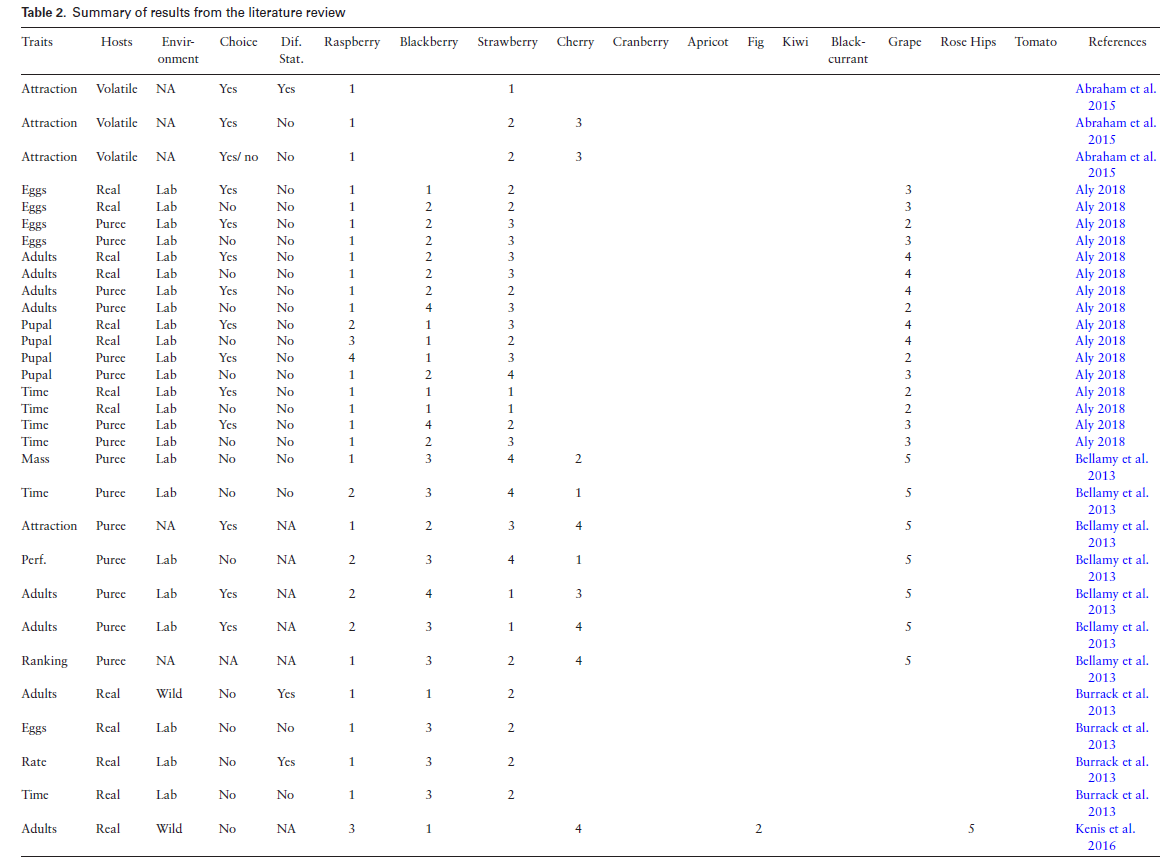 Table 2. Summary of results from the literature review
Traits Hosts Envir- Choice Dif. Raspberry Blackberry Strawberry Cherry Cranberry Apricot Fig Kiwi Black- Grape Rose Hips Tomato References
onment Stat. currant
Attraction Volatile NA Yes Yes 1 1 Abraham et al.
2015
Attraction Volatile NA Yes No 1 2 3 Abraham et al.
2015
Attraction Volatile NA Yes/ no No 1 2 3 Abraham et al.
2015
Eggs Real Lab Yes No 1 1 2 3 Aly 2018
Eggs Real Lab No No 1 2 2 3 Aly 2018
Eggs Puree Lab Yes No 1 2 3 2 Aly 2018
Eggs Puree Lab No No 1 2 3 3 Aly 2018
Adults Real Lab Yes No 1 2 3 4 Aly 2018
Adults Real Lab No No 1 2 3 4 Aly 2018
Adults Puree Lab Yes No 1 2 2 4 Aly 2018
Adults Puree Lab No No 1 4 3 2 Aly 2018
Pupal Real Lab Yes No 2 1 3 4 Aly 2018
Pupal Real Lab No No 3 1 2 4 Aly 2018
Pupal Puree Lab Yes No 4 1 3 2 Aly 2018
Pupal Puree Lab No No 1 2 4 3 Aly 2018
Time Real Lab Yes No 1 1 1 2 Aly 2018
Time Real Lab No No 1 1 1 2 Aly 2018
Time Puree Lab Yes No 1 4 2 3 Aly 2018
Time Puree Lab No No 1 2 3 3 Aly 2018
Mass Puree Lab No No 1 3 4 2 5 Bellamy et al.
2013
Time Puree Lab No No 2 3 4 1 5 Bellamy et al.
2013
Attraction Puree NA Yes NA 1 2 3 4 5 Bellamy et al.
2013
Perf. Puree Lab No NA 2 3 4 1 5 Bellamy et al.
2013
Adults Puree Lab Yes NA 2 4 1 3 5 Bellamy et al.
2013
Adults Puree Lab Yes NA 2 3 1 4 5 Bellamy et al.
2013
Ranking Puree NA NA NA 1 3 2 4 5 Bellamy et al.
2013
Adults Real Wild No Yes 1 1 2 Burrack et al.
2013
Eggs Real Lab No No 1 3 2 Burrack et al.
2013
Rate Real Lab No Yes 1 3 2 Burrack et al.
2013
Time Real Lab No No 1 3 2 Burrack et al.
2013
Adults Real Wild No NA 3 1 4 2 5 Kenis et al.
2016